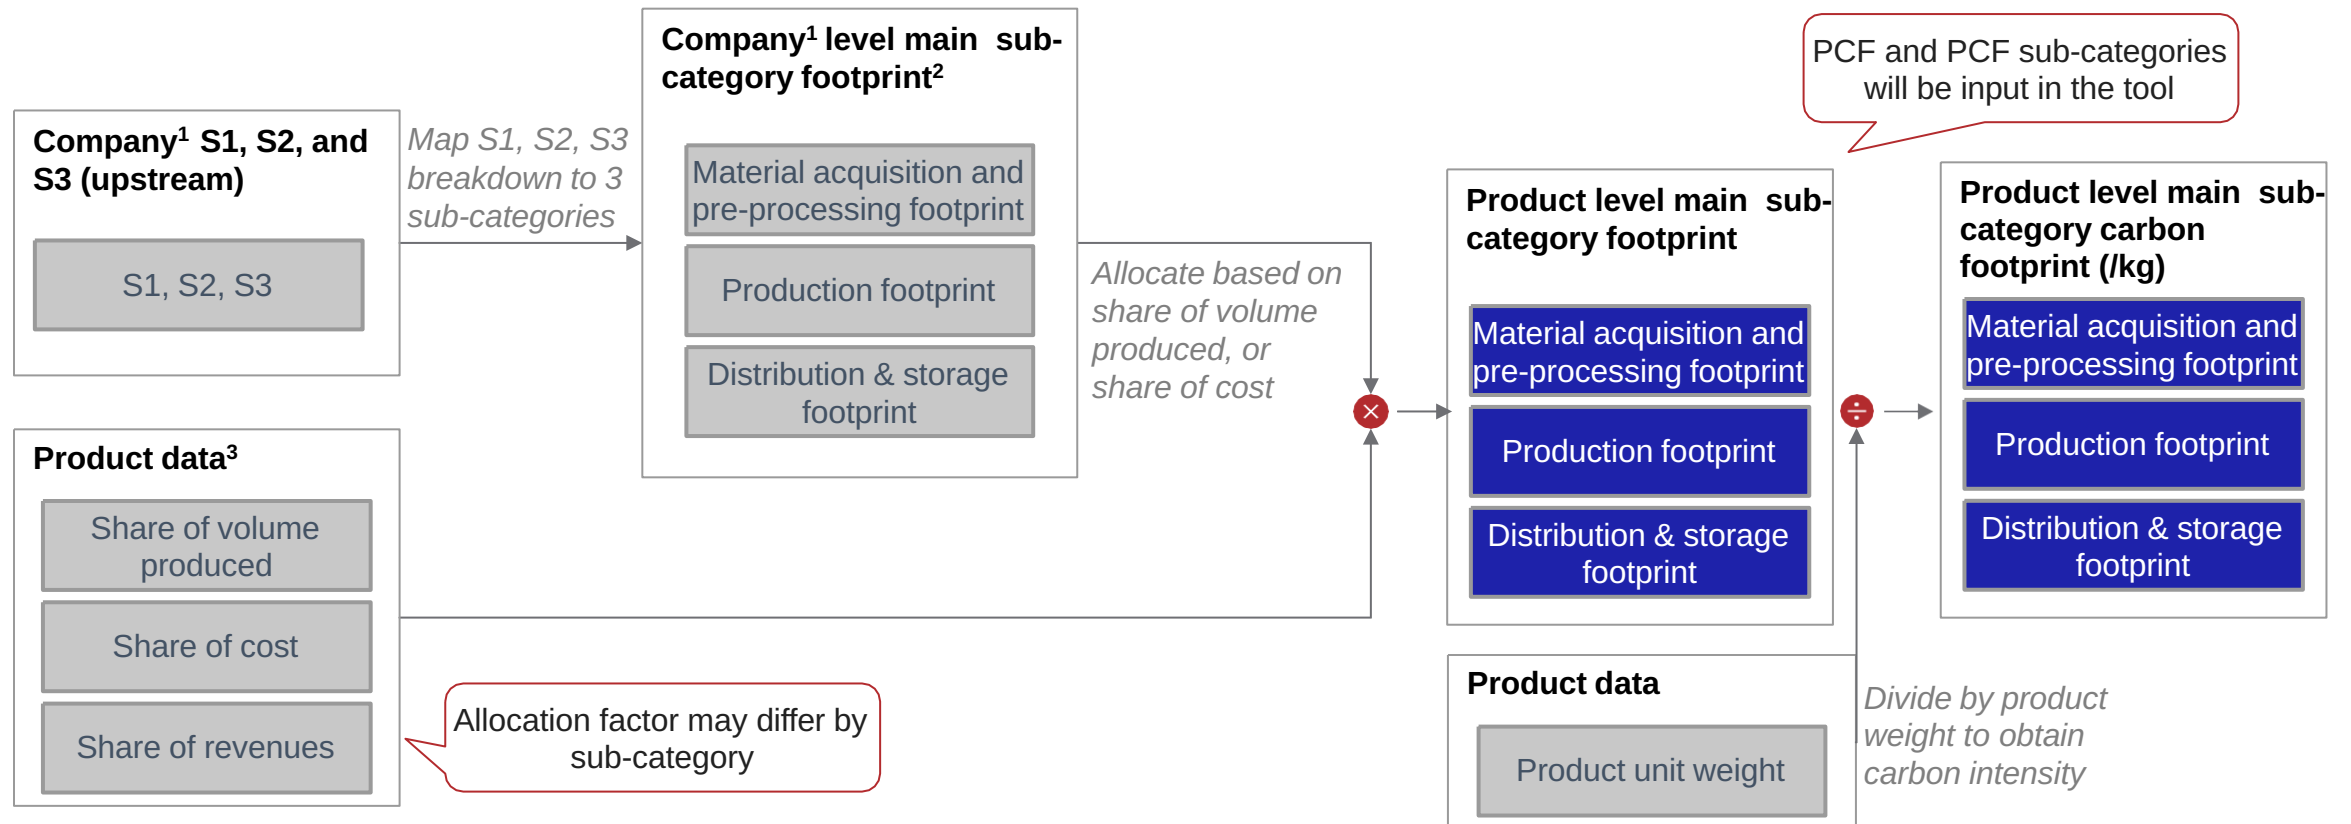 Company¹ S1, S2, and
S3 (upstream)
S1, S2, S3
Map S1, S2, S3
breakdown to 3
sub-categories
Company¹ level main sub-
category footprint²
Material acquisition and
pre-processing footprint
Production footprint
Distribution & storage
footprint
Allocate based on
share of volume
produced, or
share of cost
Product data³
Share of volume
produced
Share of cost
Share of revenues
Allocation factor may differ by
sub-category
×
Product level main sub-
category footprint
Material acquisition and
pre-processing footprint
Production footprint
Distribution & storage
footprint
PCF and PCF sub-categories
will be input in the tool
÷
Product data
Product unit weight
Divide by product
weight to obtain
carbon intensity
Product level main sub-
category carbon
footprint (/kg)
Material acquisition and
pre-processing footprint
Production footprint
Distribution & storage
footprint